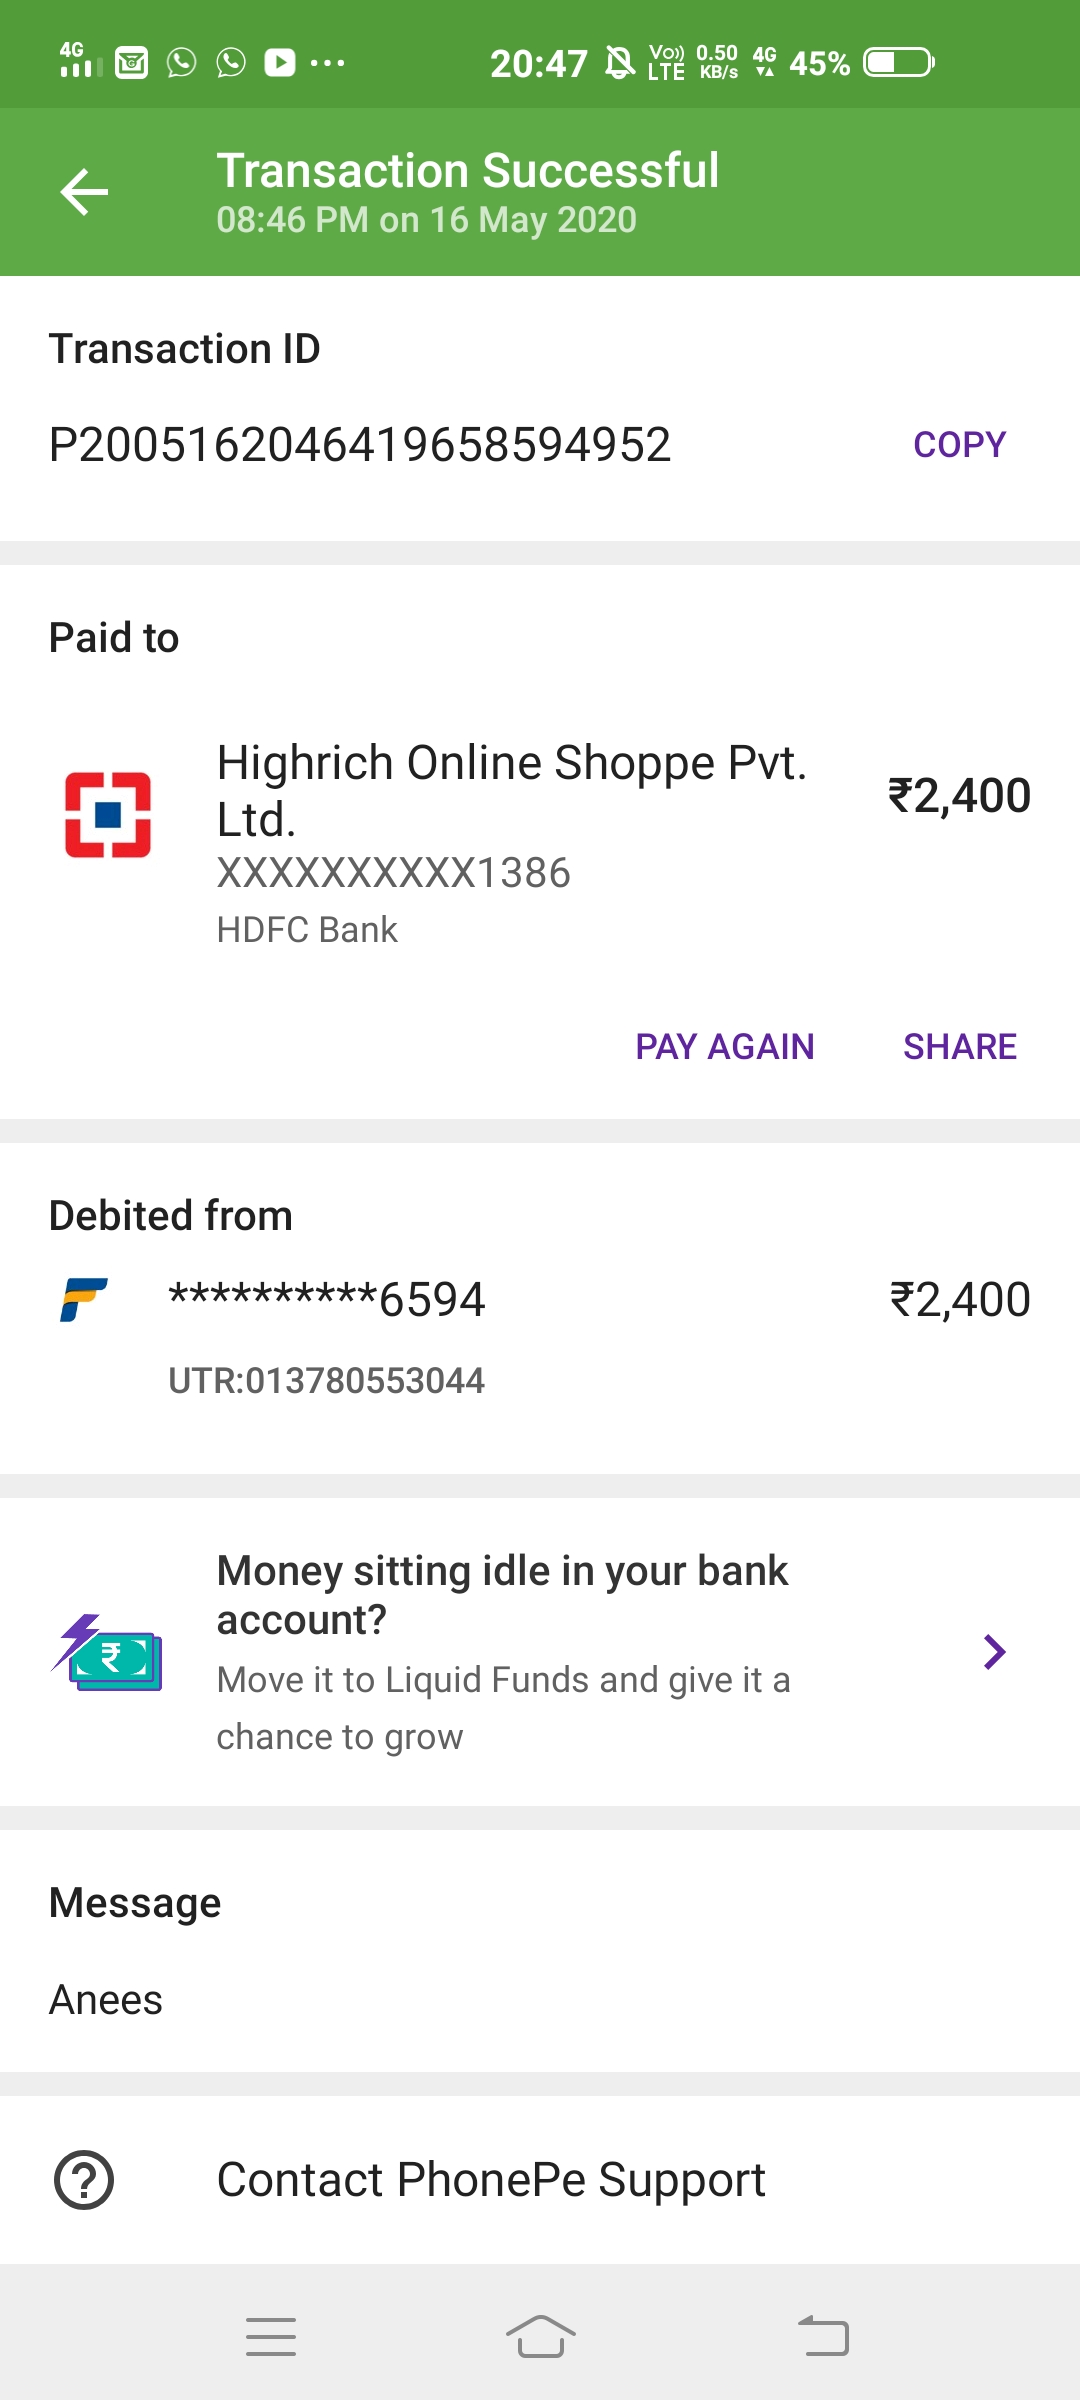 4G 20:47 Vo)) LTE 0.50 KB/s 4G 45%
Transaction Successful
08:46 PM on 16 May 2020
Transaction ID
P2005162046419658594952 COPY
Paid to
Highrich Online Shoppe Pvt.
Ltd.
₹2,400
XXXXXXXXXX1386
HDFC Bank
PAY AGAIN SHARE
Debited from
**********6594 ₹2,400
UTR:013780553044
Money sitting idle in your bank
account?
Move it to Liquid Funds and give it a
chance to grow
Message
Anees
Contact PhonePe Support